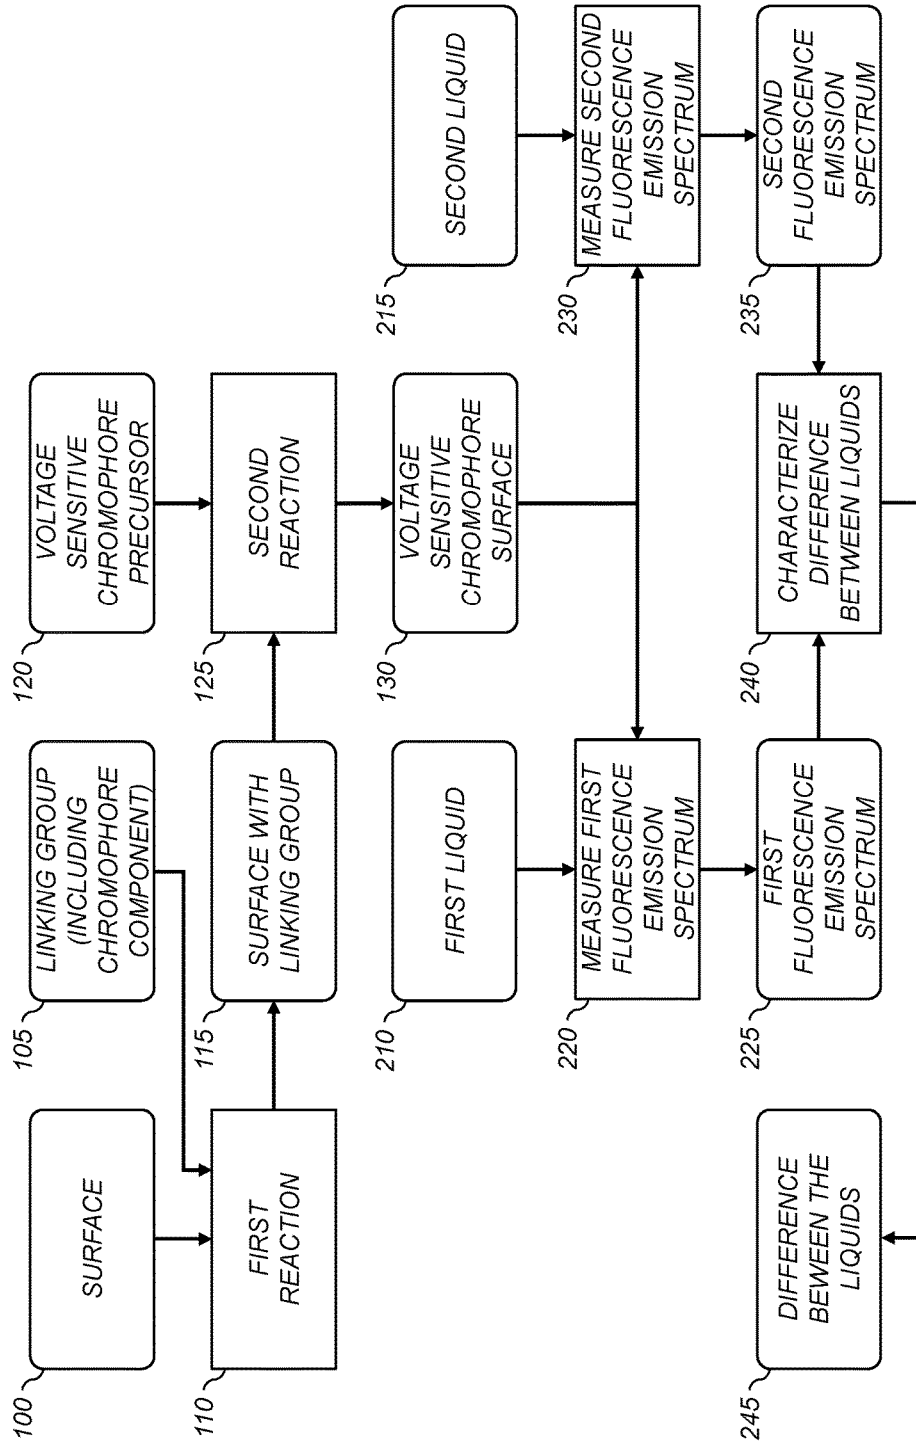 100
SURFACE
105
LINKING GROUP
(INCLUDING
CHROMOPHORE
COMPONENT)
120
VOLTAGE
SENSITIVE
CHROMOPHORE
PRECURSOR
110
FIRST
REACTION
115
SURFACE WITH
LINKING GROUP
125
SECOND
REACTION
210
FIRST LIQUID
130
VOLTAGE
SENSITIVE
CHROMOPHORE
SURFACE
215
SECOND LIQUID
220
MEASURE FIRST
FLUORESCENCE
EMISSION
SPECTRUM
230
MEASURE SECOND
FLUORESCENCE
EMISSION
SPECTRUM
245
DIFFERENCE
BEWEEN THE
LIQUIDS
225
FIRST
FLUORESCENCE
EMISSION
SPECTRUM
240
CHARACTERIZE
DIFFERENCE
BETWEEN LIQUIDS
235
SECOND
FLUORESCENCE
EMISSION
SPECTRUM